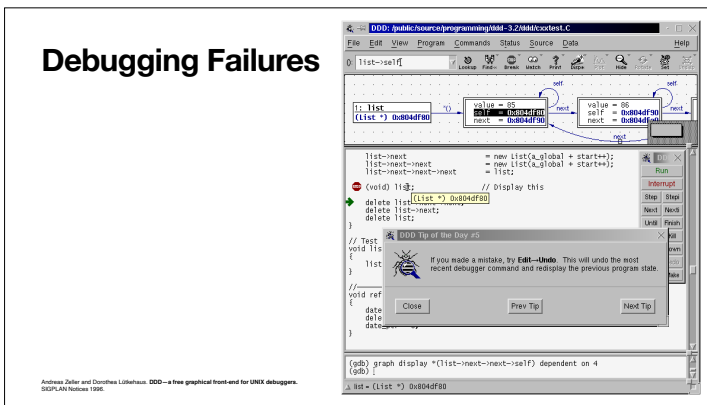 Debugging Failures
DDD: /public/source/programming/ddd-3.2/ddd/cxxtest.C
File Edit View Program Commands Status Source Data Help
(): list->self
Lookup Find» Break Watch Print Hide Set
1: list
(List *) 0x804df80
*()
value = 85
self = 0x804df80
next = 0x804df90
self
next
value = 86
self = 0x804df90
self
next
next
list->next = new List(a_global + start++);
list->next->next = new List(a_global + start++);
list->next->next->next = list;
(void) list; // Display this
(List *) 0x804df80
delete list
delete list->next;
delete list;
}
// Test
void lis
{
list
}
//
void ref
{
date
dele
}
Run
Interrupt
Step Stepi
Next Nexti
Until Finish
Kill
DDD Tip of the Day #5
If you made a mistake, try Edit→Undo. This will undo the most
recent debugger command and redisplay the previous program state.
Close Prev Tip Next Tip
(gdb) graph display *(list->next->next->self) dependent on 4
(gdb)
list = (List *) 0x804df80
Andreas Zeller and Dorothea Lütkehaus. DDD—a free graphical front-end for UNIX debuggers.
SIGPLAN Notices 1996.